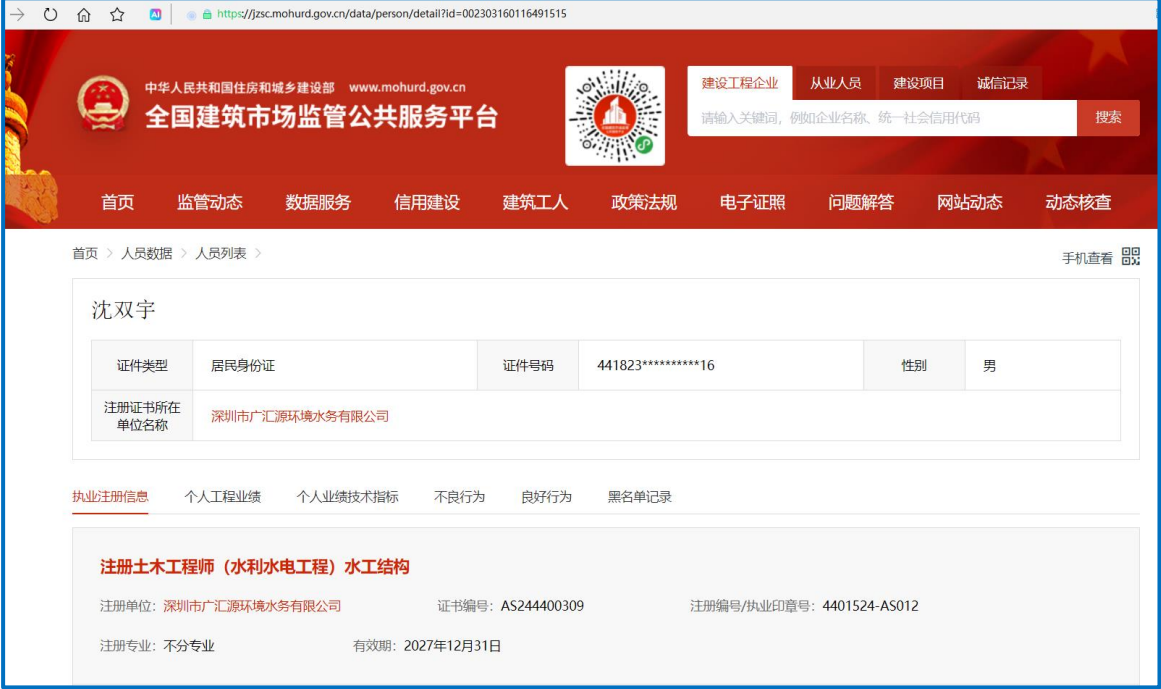 https://jzsc.mohurd.gov.cn/data/person/detail?id=002303160116491515
中华人民共和国住房和城乡建设部 www.mohurd.gov.cn
全国建筑市场监管公共服务平台
建设工程企业 从业人员 建设项目 诚信记录
请输入关键词，例如企业名称、统一社会信用代码 搜索
首页 监管动态 数据服务 信用建设 建筑工人 政策法规 电子证照 问题解答 网站动态 动态核查
首页 > 人员数据 > 人员列表 >
手机查看
沈双宇
证件类型 居民身份证 证件号码 441823**********16 性别 男
注册证书所在
单位名称
深圳市广汇源环境水务有限公司
执业注册信息 个人工程业绩 个人业绩技术指标 不良行为 良好行为 黑名单记录
注册土木工程师（水利水电工程）水工结构
注册单位：深圳市广汇源环境水务有限公司 证书编号：AS244400309 注册编号/执业印章号：4401524-AS012
注册专业：不分专业 有效期：2027年12月31日